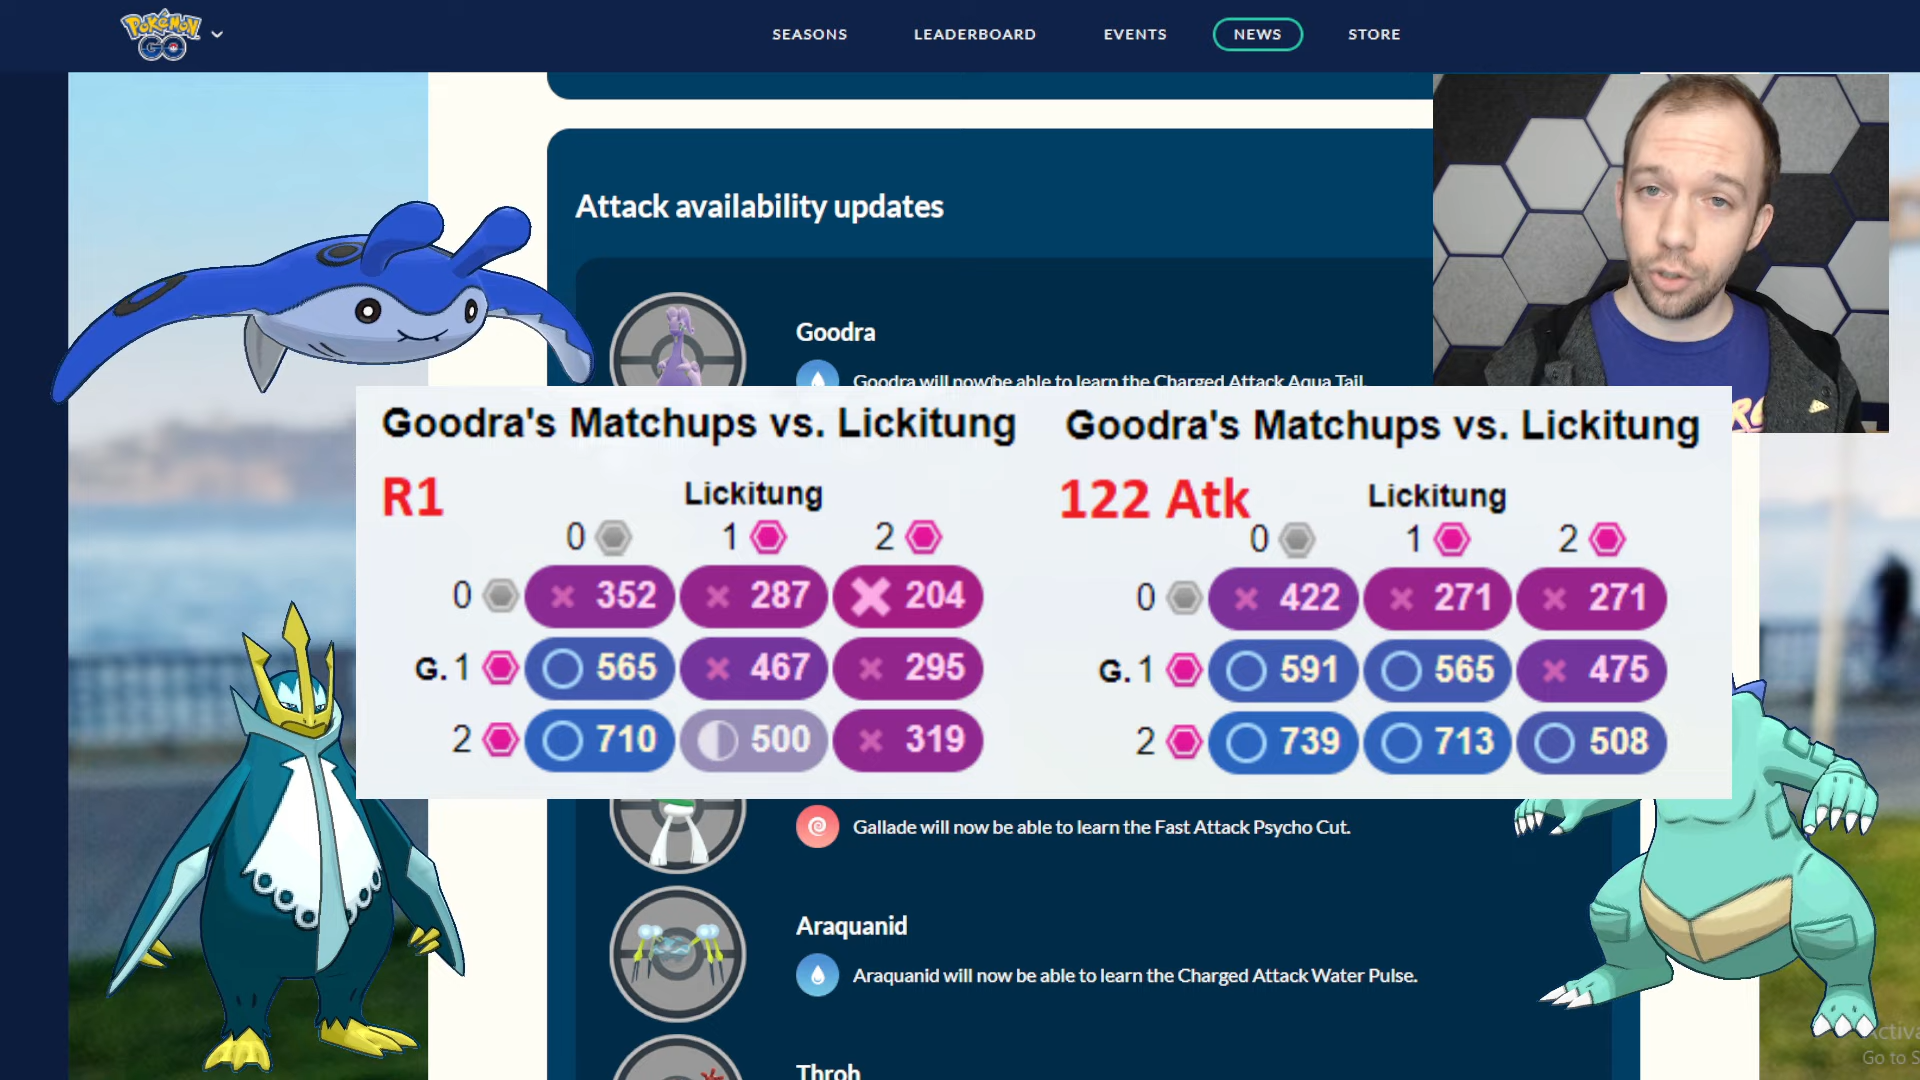 Pokémon GO
SEASONS LEADERBOARD EVENTS NEWS STORE
Attack availability updates
Goodra
Goodra will now be able to learn the Charged Attack Aqua Tail.
Goodra's Matchups vs. Lickitung
R1
Lickitung
0 1 2
0 352 287 204
G. 1 565 467 295
2 710 500 319
Goodra's Matchups vs. Lickitung
122 Atk
Lickitung
0 1 2
0 422 271 271
G. 1 591 565 475
2 739 713 508
Gallade will now be able to learn the Fast Attack Psycho Cut.
Araquanid
Araquanid will now be able to learn the Charged Attack Water Pulse.
Throh
Go to S